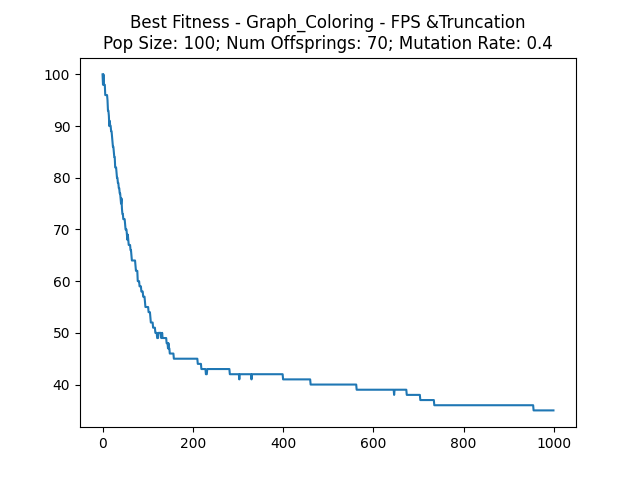 Best Fitness - Graph_Coloring - FPS &Truncation
Pop Size: 100; Num Offsprings: 70; Mutation Rate: 0.4
100
90
80
70
60
50
40
0 200 400 600 800 1000